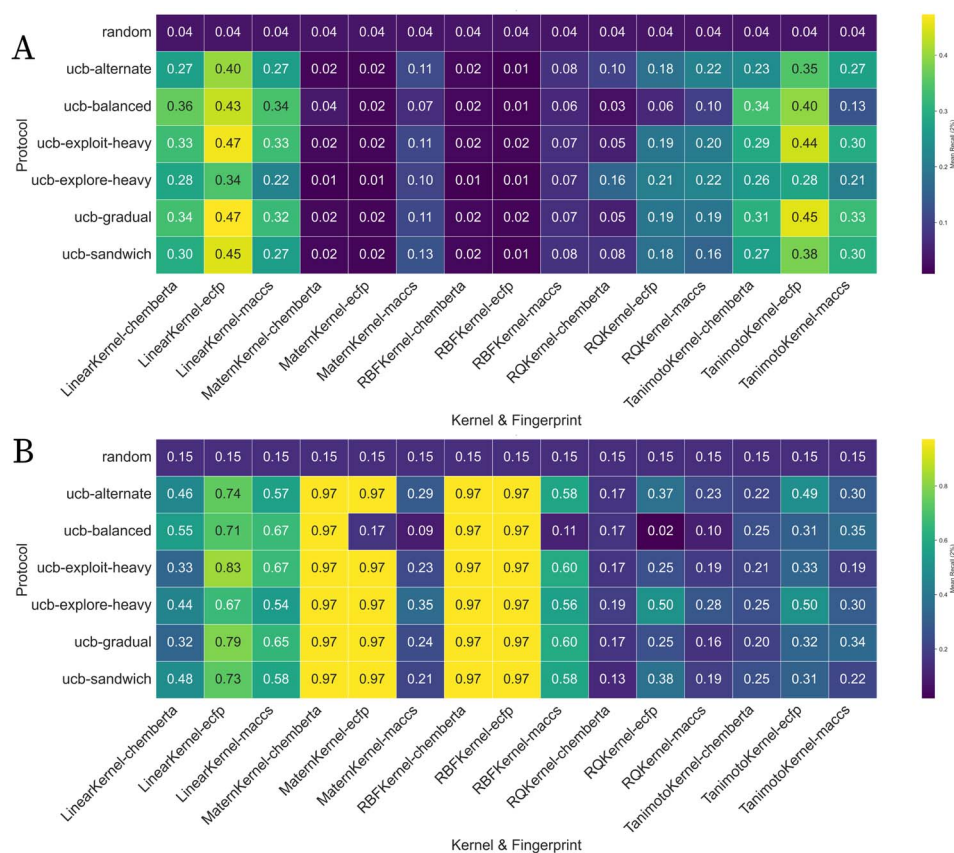 A
random 0.04 0.04 0.04 0.04 0.04 0.04 0.04 0.04 0.04 0.04 0.04 0.04 0.04 0.04 0.04
ucb-alternate 0.27 0.40 0.27 0.02 0.02 0.11 0.02 0.01 0.08 0.10 0.18 0.22 0.23 0.35 0.27
ucb-balanced 0.36 0.43 0.34 0.04 0.02 0.07 0.02 0.01 0.06 0.03 0.06 0.10 0.34 0.40 0.13
ucb-exploit-heavy 0.33 0.47 0.33 0.02 0.02 0.11 0.02 0.02 0.07 0.05 0.19 0.20 0.29 0.44 0.30
ucb-explore-heavy 0.28 0.34 0.22 0.01 0.01 0.10 0.01 0.01 0.07 0.16 0.21 0.22 0.26 0.28 0.21
ucb-gradual 0.34 0.47 0.32 0.02 0.02 0.11 0.02 0.02 0.07 0.05 0.19 0.19 0.31 0.45 0.33
ucb-sandwich 0.30 0.45 0.27 0.02 0.02 0.13 0.02 0.01 0.08 0.08 0.18 0.16 0.27 0.38 0.30
Protocol
LinearKernel-chemberta
LinearKernel-ecfp
LinearKernel-maccs
MaternKernel-chemberta
MaternKernel-ecfp
MaternKernel-maccs
RBFKernel-chemberta
RBFKernel-ecfp
RBFKernel-maccs
RQKernel-chemberta
RQKernel-ecfp
RQKernel-maccs
TanimotoKernel-chemberta
TanimotoKernel-ecfp
TanimotoKernel-maccs
Kernel & Fingerprint
0.4
0.3
0.2
0.1
Mean Recall (2%)
B
random 0.15 0.15 0.15 0.15 0.15 0.15 0.15 0.15 0.15 0.15 0.15 0.15 0.15 0.15 0.15
ucb-alternate 0.46 0.74 0.57 0.97 0.97 0.29 0.97 0.97 0.58 0.17 0.37 0.23 0.22 0.49 0.30
ucb-balanced 0.55 0.71 0.67 0.97 0.17 0.09 0.97 0.97 0.11 0.17 0.02 0.10 0.25 0.31 0.35
ucb-exploit-heavy 0.33 0.83 0.67 0.97 0.97 0.23 0.97 0.97 0.60 0.17 0.25 0.19 0.21 0.33 0.19
ucb-explore-heavy 0.44 0.67 0.54 0.97 0.97 0.35 0.97 0.97 0.56 0.19 0.50 0.28 0.25 0.50 0.30
ucb-gradual 0.32 0.79 0.65 0.97 0.97 0.24 0.97 0.97 0.60 0.17 0.25 0.16 0.20 0.32 0.34
ucb-sandwich 0.48 0.73 0.58 0.97 0.97 0.21 0.97 0.97 0.58 0.13 0.38 0.19 0.25 0.31 0.22
Protocol
LinearKernel-chemberta
LinearKernel-ecfp
LinearKernel-maccs
MaternKernel-chemberta
MaternKernel-ecfp
MaternKernel-maccs
RBFKernel-chemberta
RBFKernel-ecfp
RBFKernel-maccs
RQKernel-chemberta
RQKernel-ecfp
RQKernel-maccs
TanimotoKernel-chemberta
TanimotoKernel-ecfp
TanimotoKernel-maccs
Kernel & Fingerprint
0.8
0.6
0.4
0.2
Mean Recall (2%)